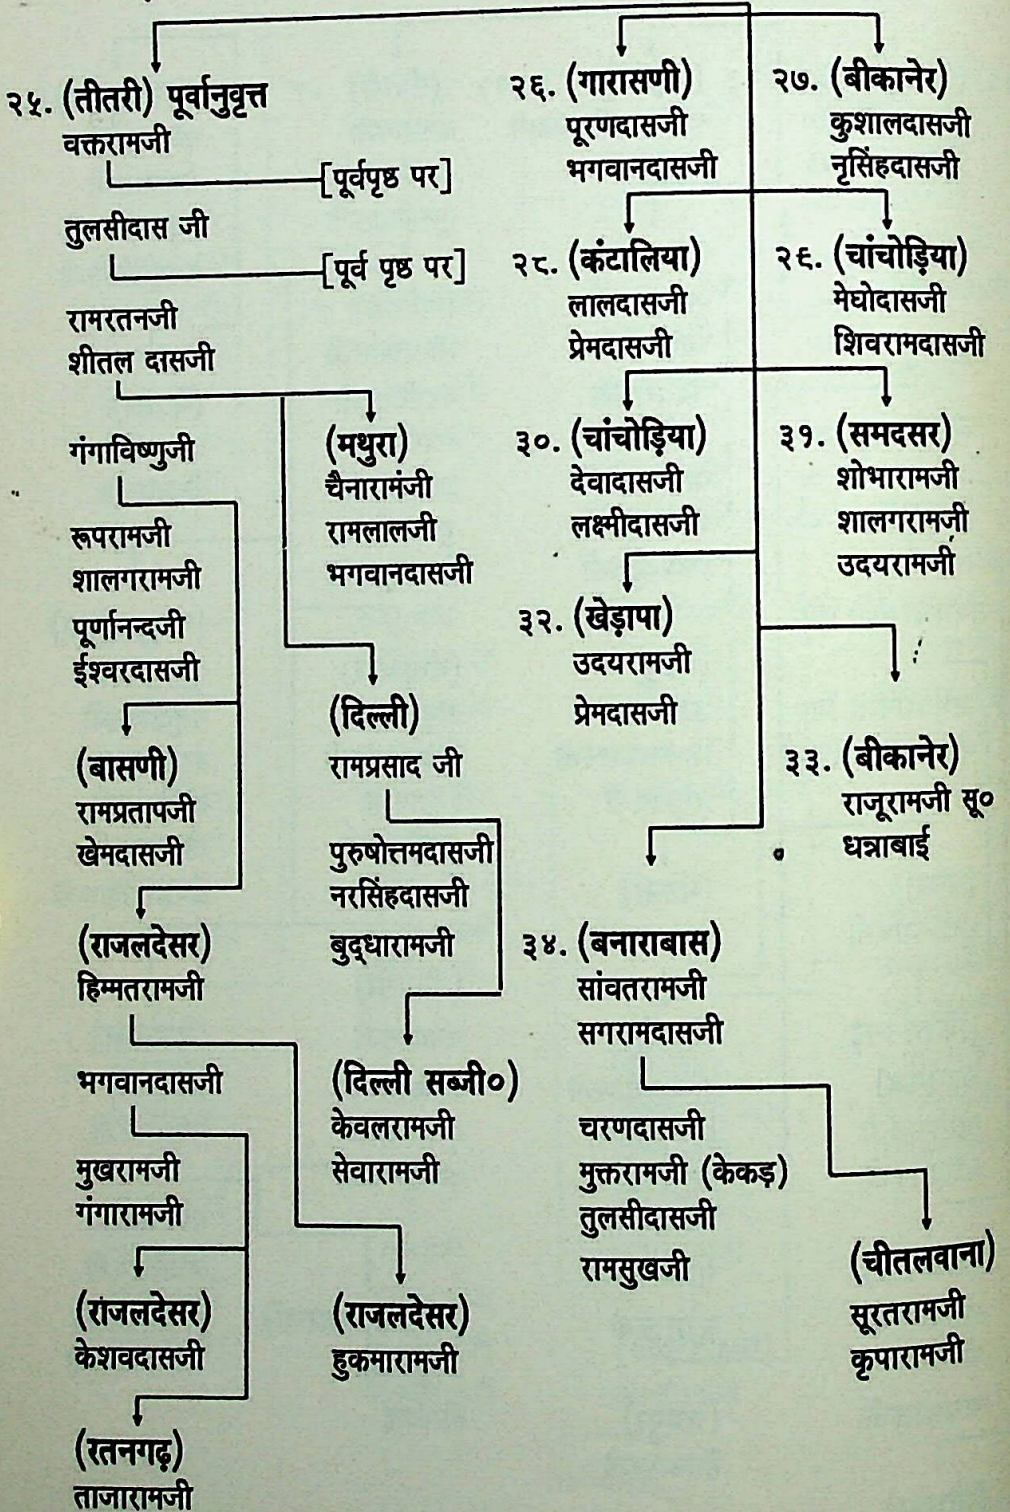 २५. (तीतरी) पूर्वानुवृत्त
वक्तरामजी
[पूर्वपृष्ठ पर]
तुलसीदास जी
[पूर्व पृष्ठ पर]
रामरतनजी
शीतल दासजी
गंगाविष्णुजी
रूपरामजी
शालगरामजी
पूर्णानन्दजी
ईश्वरदासजी
(बासणी)
रामप्रतापजी
खेमदासजी
(राजलदेसर)
हिम्मतरामजी
भगवानदासजी
मुखरामजी
गंगारामजी
(राजलदेसर)
केशवदासजी
(रतनगढ़)
ताजारामजी
(मथुरा)
चैनारामंजी
रामलालजी
भगवानदासजी
(दिल्ली)
रामप्रसाद जी
पुरुषोत्तमदासजी
नरसिंहदासजी
बुद्धारामजी
(दिल्ली सब्जी०)
केवलरामजी
सेवारामजी
(राजलदेसर)
हुकमारामजी
२६. (गारासणी)
पूरणदासजी
भगवानदासजी
२७. (बीकानेर)
कुशालदासजी
नृसिंहदासजी
२८. (कंटालिया)
लालदासजी
प्रेमदासजी
२९. (चांचोड़िया)
मेघोदासजी
शिवरामदासजी
३०. (चांचोड़िया)
देवादासजी
लक्ष्मीदासजी
३१. (समदसर)
शोभारामजी
शालगरामजी
उदयरामजी
३२. (खेड़ापा)
उदयरामजी
प्रेमदासजी
३३. (बीकानेर)
राजूरामजी सू०
धन्नाबाई
३४. (बनाराबास)
सांवतरामजी
सगरामदासजी
चरणदासजी
मुक्तरामजी (केकड़)
तुलसीदासजी
रामसुखजी
(चीतलवाना)
सूरतरामजी
कृपारामजी